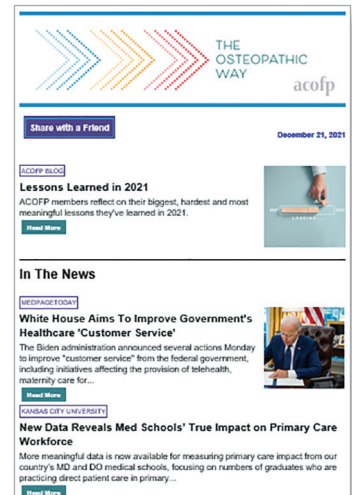 THE
OSTEOPATHIC
WAY
acofp
Share with a Friend
December 21, 2021
ACOFP BLOG
Lessons Learned in 2021
ACOFP members reflect on their biggest, hardest and most
meaningful lessons they've learned in 2021.
Read More
LOADING
In The News
MEDPAGETODAY
White House Aims To Improve Government's
Healthcare 'Customer Service'
The Biden administration announced several actions Monday
to improve "customer service" from the federal government,
including initiatives affecting the provision of telehealth,
maternity care for...
Read More
KANSAS CITY UNIVERSITY
New Data Reveals Med Schools' True Impact on Primary Care
Workforce
More meaningful data is now available for measuring primary care impact from our
country's MD and DO medical schools, focusing on numbers of graduates who are
practicing direct patient care in primary...
Read More